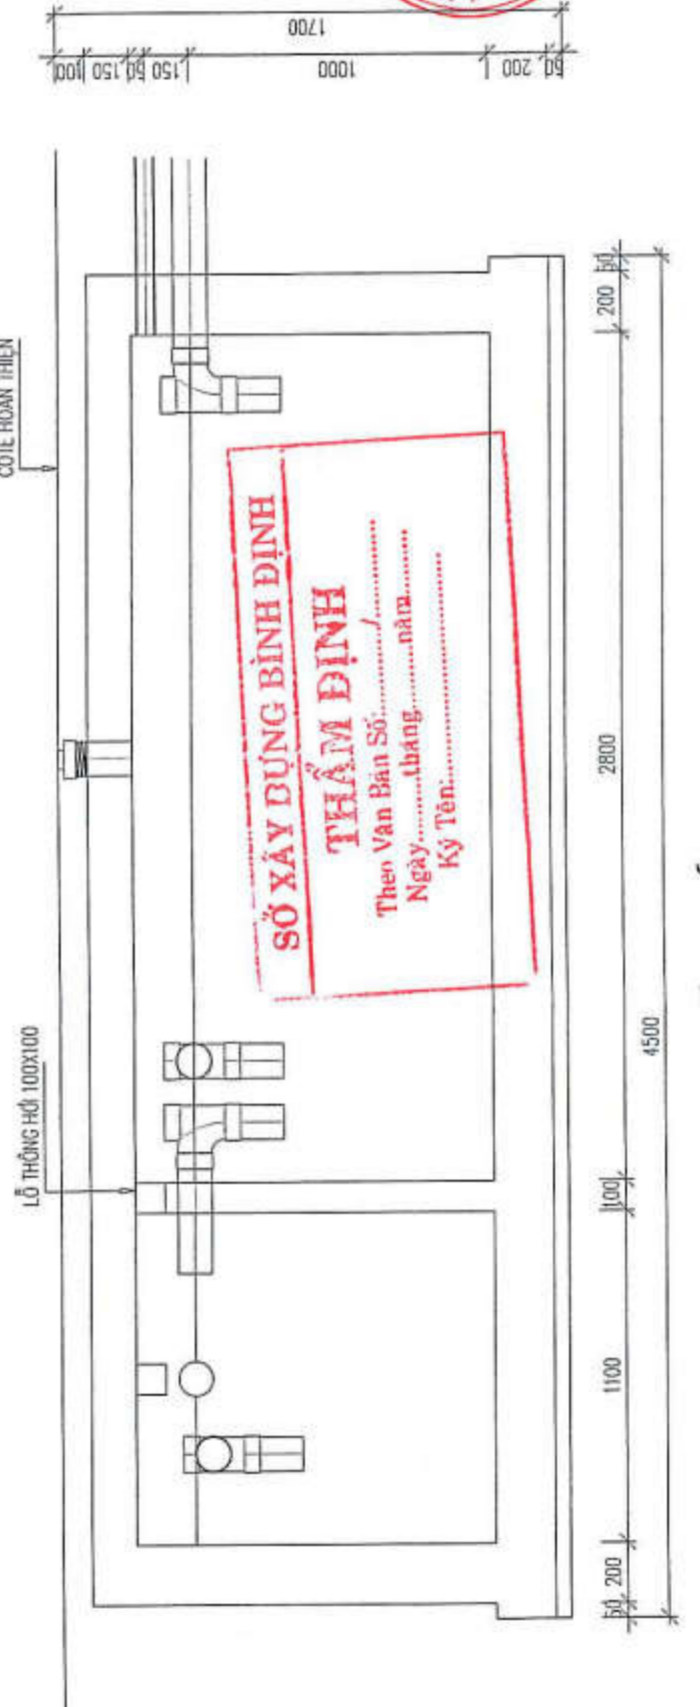 LỖ THÔNG HƠI 100X100
COTE HOÀN THIỆN
SỞ XÂY DỰNG BÌNH ĐỊNH
THẨM ĐỊNH
Theo Văn Bản Số:............/............
Ngày..........tháng..........năm..........
Ký Tên:..............................
100
150
50
150
1000
200
50
1700
50
200
1100
100
2800
200
50
4500